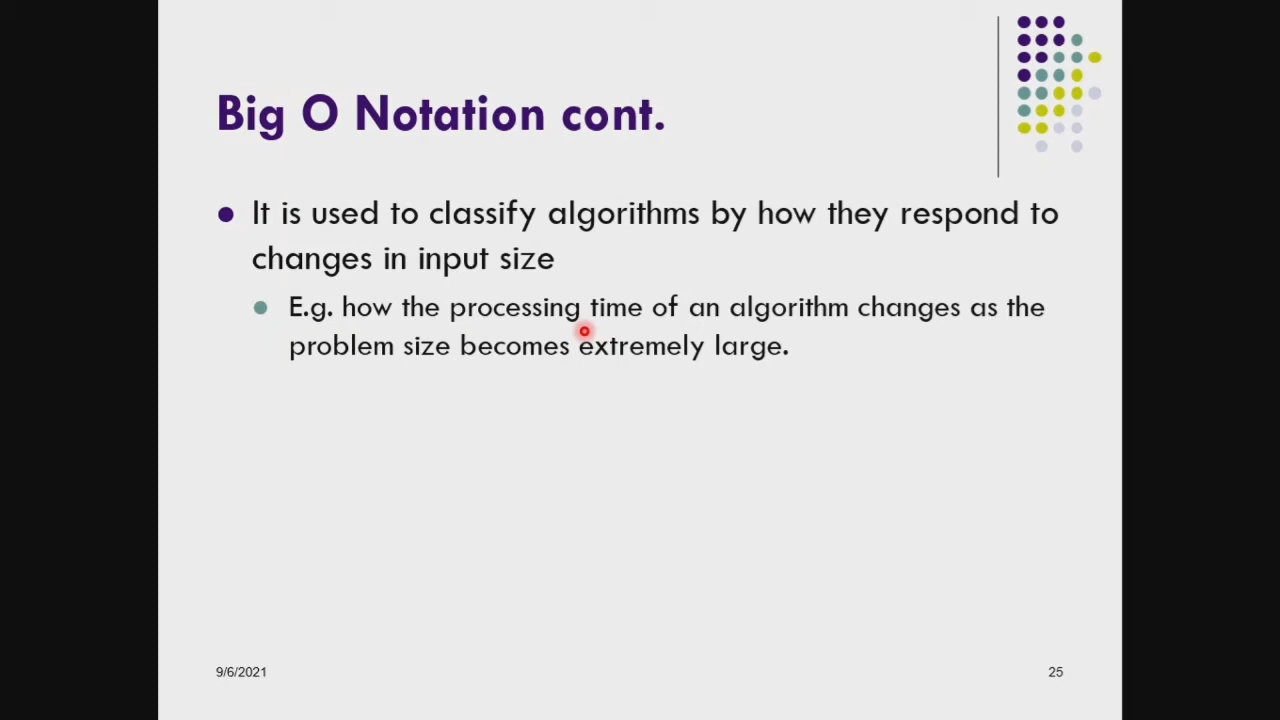 Big O Notation cont.
It is used to classify algorithms by how they respond to
changes in input size
E.g. how the processing time of an algorithm changes as the
problem size becomes extremely large.
9/6/2021
25